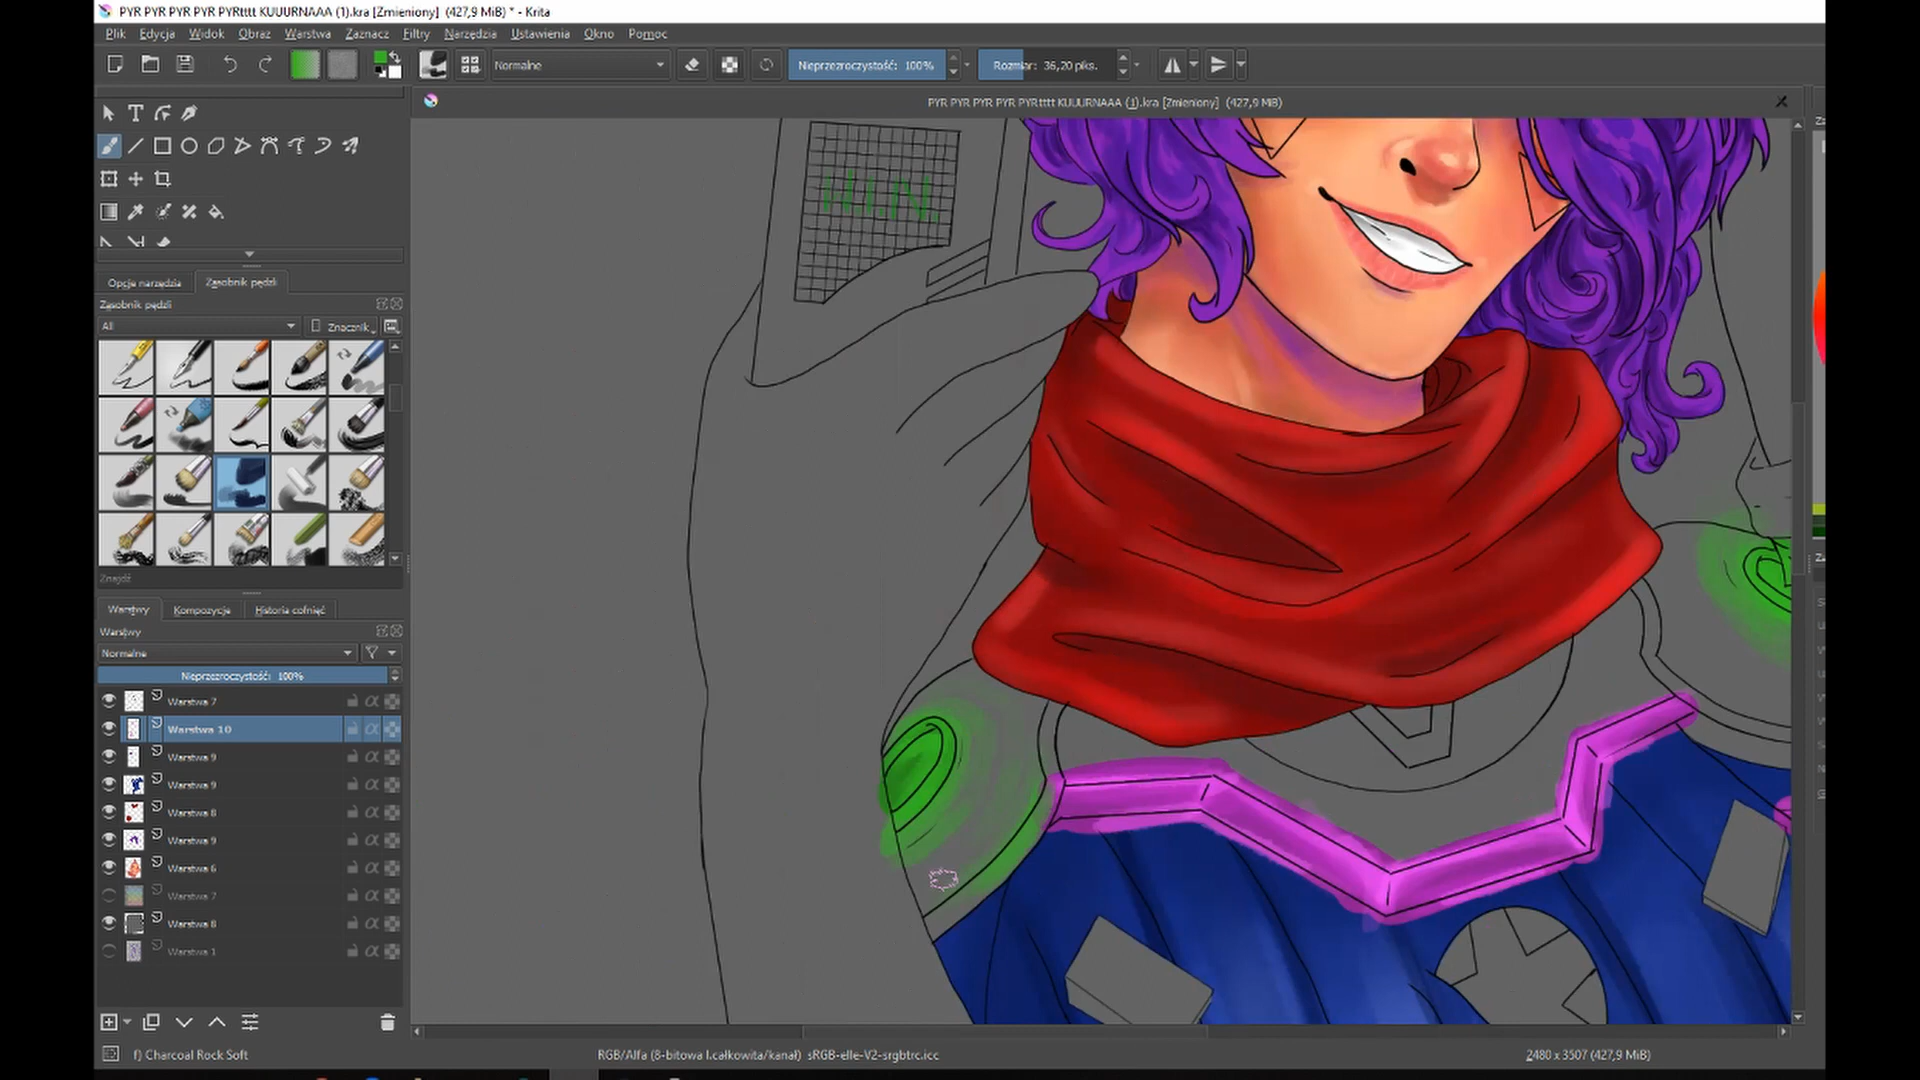 PYR PYR PYR PYR PYRtttt KUUURNAAA (1).kra [Zmieniony] (427,9 MiB) * - Krita
Plik Edycja Widok Obraz Warstwa Zaznacz Filtry Narzędzia Ustawienia Okno Pomoc
Normalne
Nieprzezroczystość: 100%
Rozmiar: 36,20 piks.
PYR PYR PYR PYR PYRtttt KUUURNAAA (1).kra [Zmieniony] (427,9 MiB)
W.I.N.
Opcje narzędzia Zasobnik pędzli
Zasobnik pędzli
All
Znacznik
Znajdź
Warstwy Kompozycje Historia cofnięć
Warstwy
Normalne
Nieprzezroczystość: 100%
Warstwa 7
Warstwa 10
Warstwa 9
Warstwa 9
Warstwa 8
Warstwa 9
Warstwa 6
Warstwa 7
Warstwa 8
Warstwa 1
f) Charcoal Rock Soft
RGB/Alfa (8-bitowa l.całkowita/kanał) sRGB-elle-V2-srgbtrc.icc
2480 x 3507 (427,9 MiB)